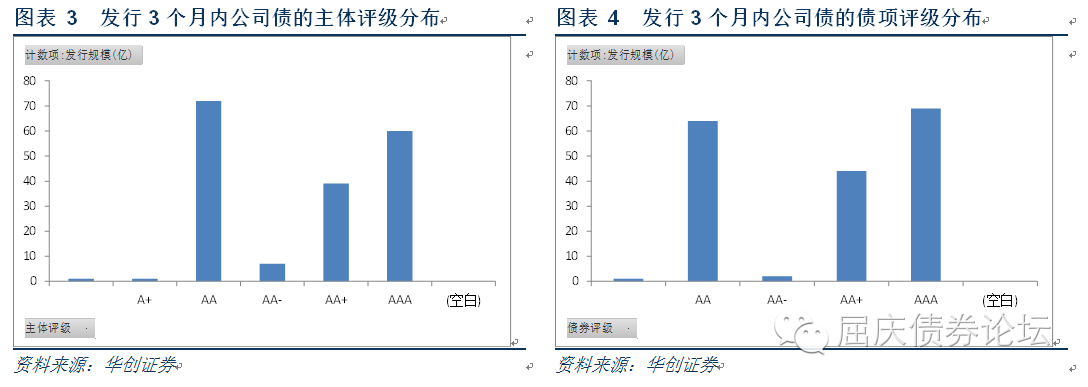 图表 3 发行 3 个月内公司债的主体评级分布
计数项:发行规模(亿)
80
70
60
50
40
30
20
10
0
A+ AA AA- AA+ AAA (空白)
主体评级
资料来源：华创证券
图表 4 发行 3 个月内公司债的债项评级分布
计数项:发行规模(亿)
80
70
60
50
40
30
20
10
0
AA AA- AA+ AAA (空白)
债券评级
屈庆债券论坛
资料来源：华创证券